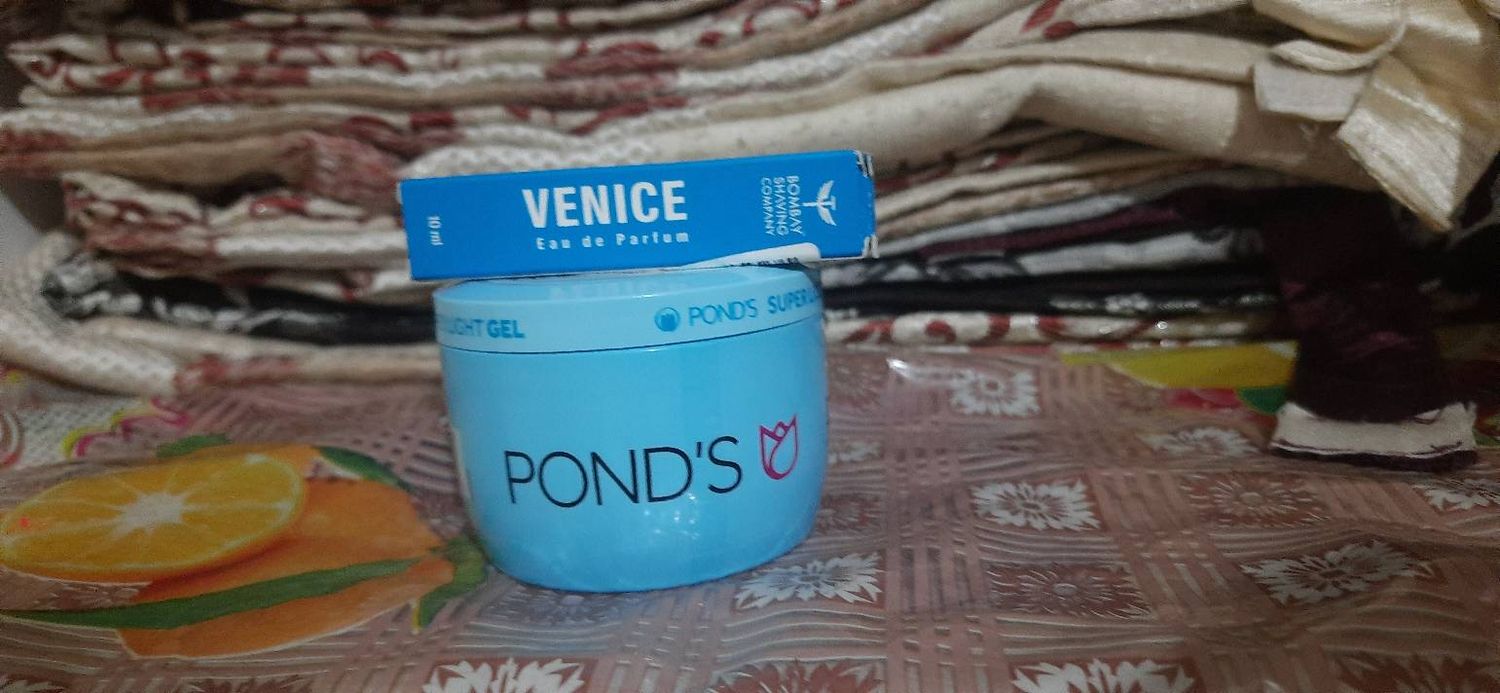 VENICE
Eau de Parfum
10 ml
BOMBAY
SHAVING
COMPANY
LIGHT GEL
POND'S SUPER
POND'S